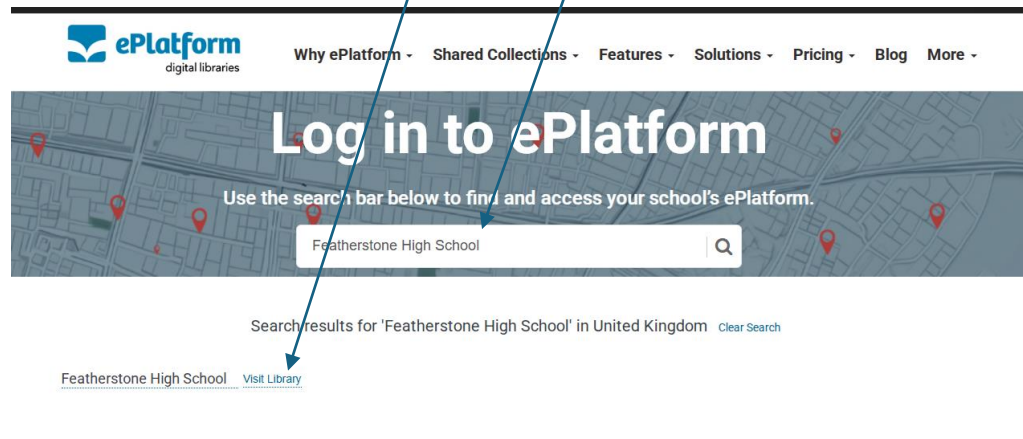 ePlatform
digital libraries
Why ePlatform - Shared Collections - Features - Solutions - Pricing - Blog More -
Log in to ePlatform
Use the search bar below to find and access your school's ePlatform.
Featherstone High School
Search results for 'Featherstone High School' in United Kingdom Clear Search
Featherstone High School Visit Library